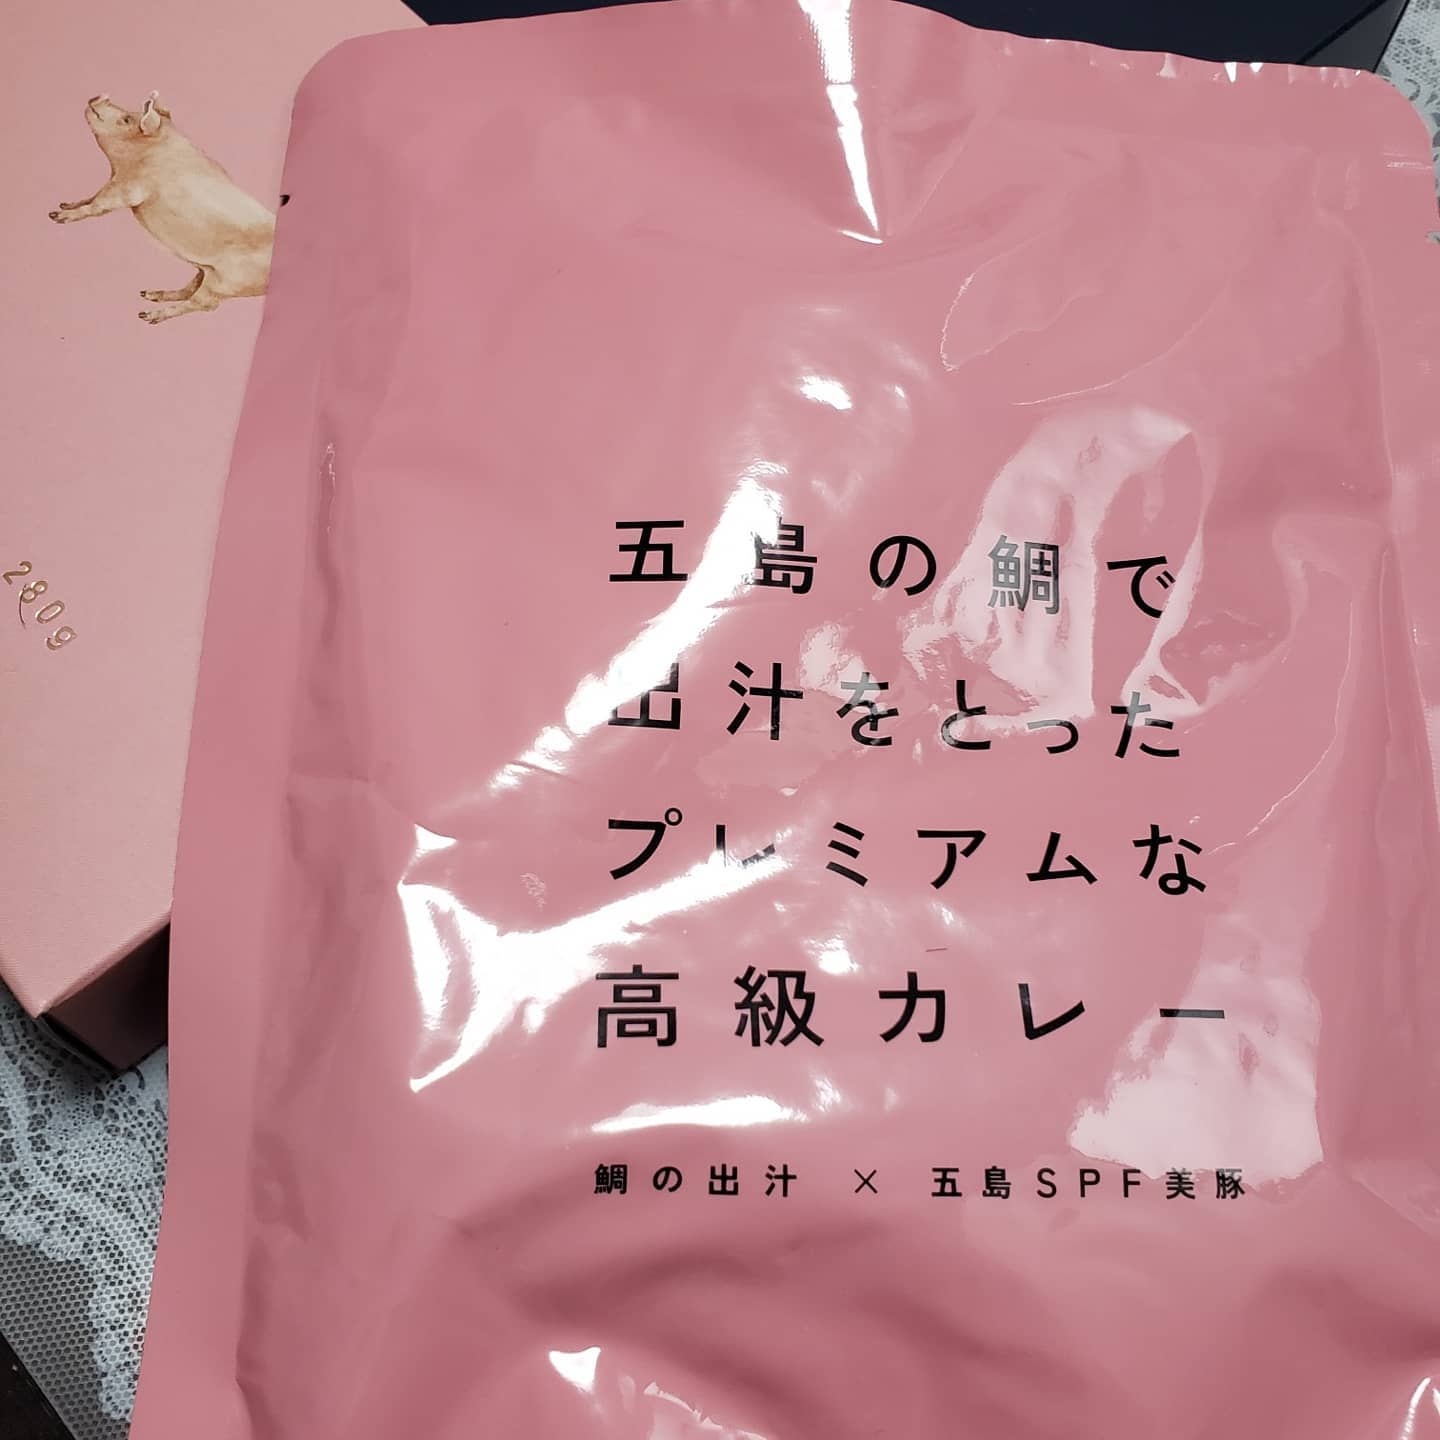 五島の鯛で
出汁をとった
プレミアムな
高級カレー
鯛の出汁 × 五島SPF美豚
280g